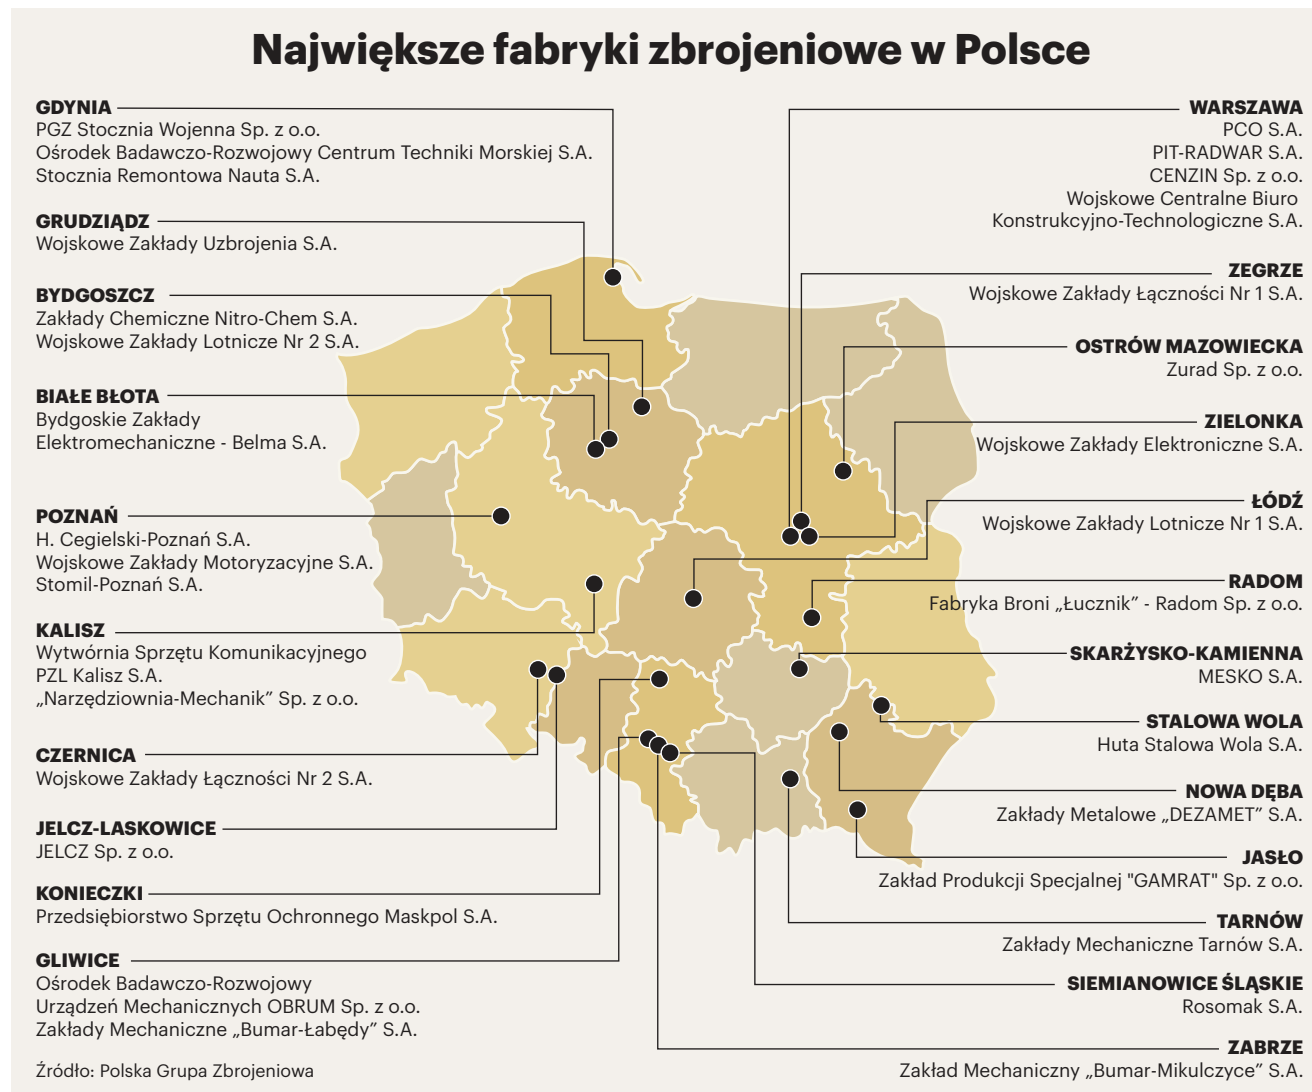 Największe fabryki zbrojeniowe w Polsce
GDYNIA
PGZ Stocznia Wojenna Sp. z o.o.
Ośrodek Badawczo-Rozwojowy Centrum Techniki Morskiej S.A.
Stocznia Remontowa Nauta S.A.
GRUDZIĄDZ
Wojskowe Zakłady Uzbrojenia S.A.
BYDGOSZCZ
Zakłady Chemiczne Nitro-Chem S.A.
Wojskowe Zakłady Lotnicze Nr 2 S.A.
BIAŁE BŁOTA
Bydgoskie Zakłady
Elektromechaniczne - Belma S.A.
POZNAŃ
H. Cegielski-Poznań S.A.
Wojskowe Zakłady Motoryzacyjne S.A.
Stomil-Poznań S.A.
KALISZ
Wytwórnia Sprzętu Komunikacyjnego
PZL Kalisz S.A.
„Narzędziownia-Mechanik” Sp. z o.o.
CZERNICA
Wojskowe Zakłady Łączności Nr 2 S.A.
JELCZ-LASKOWICE
JELCZ Sp. z o.o.
KONIECZKI
Przedsiębiorstwo Sprzętu Ochronnego Maskpol S.A.
GLIWICE
Ośrodek Badawczo-Rozwojowy
Urządzeń Mechanicznych OBRUM Sp. z o.o.
Zakłady Mechaniczne „Bumar-Łabędy” S.A.
Źródło: Polska Grupa Zbrojeniowa
WARSZAWA
PCO S.A.
PIT-RADWAR S.A.
CENZIN Sp. z o.o.
Wojskowe Centralne Biuro
Konstrukcyjno-Technologiczne S.A.
ZEGRZE
Wojskowe Zakłady Łączności Nr 1 S.A.
OSTRÓW MAZOWIECKA
Zurad Sp. z o.o.
ZIELONKA
Wojskowe Zakłady Elektroniczne S.A.
ŁÓDŹ
Wojskowe Zakłady Lotnicze Nr 1 S.A.
RADOM
Fabryka Broni „Łucznik” - Radom Sp. z o.o.
SKARŻYSKO-KAMIENNA
MESKO S.A.
STALOWA WOLA
Huta Stalowa Wola S.A.
NOWA DĘBA
Zakłady Metalowe „DEZAMET” S.A.
JASŁO
Zakład Produkcji Specjalnej "GAMRAT" Sp. z o.o.
TARNÓW
Zakłady Mechaniczne Tarnów S.A.
SIEMIANOWICE ŚLĄSKIE
Rosomak S.A.
ZABRZE
Zakład Mechaniczny „Bumar-Mikulczyce” S.A.